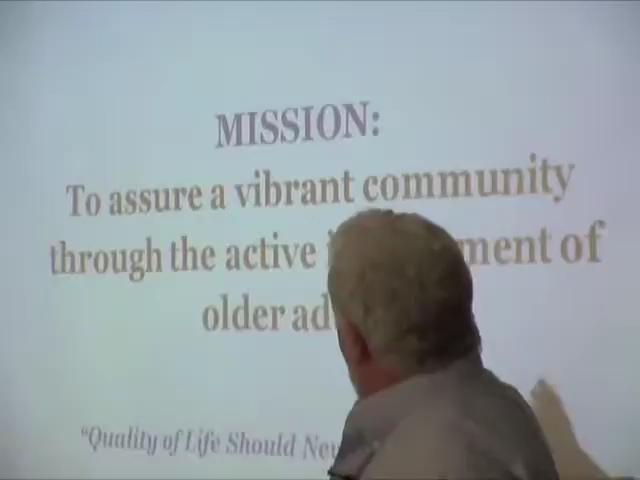 MISSION:
To assure a vibrant community
through the active ment of
older ad
"Quality of Life Should Nev